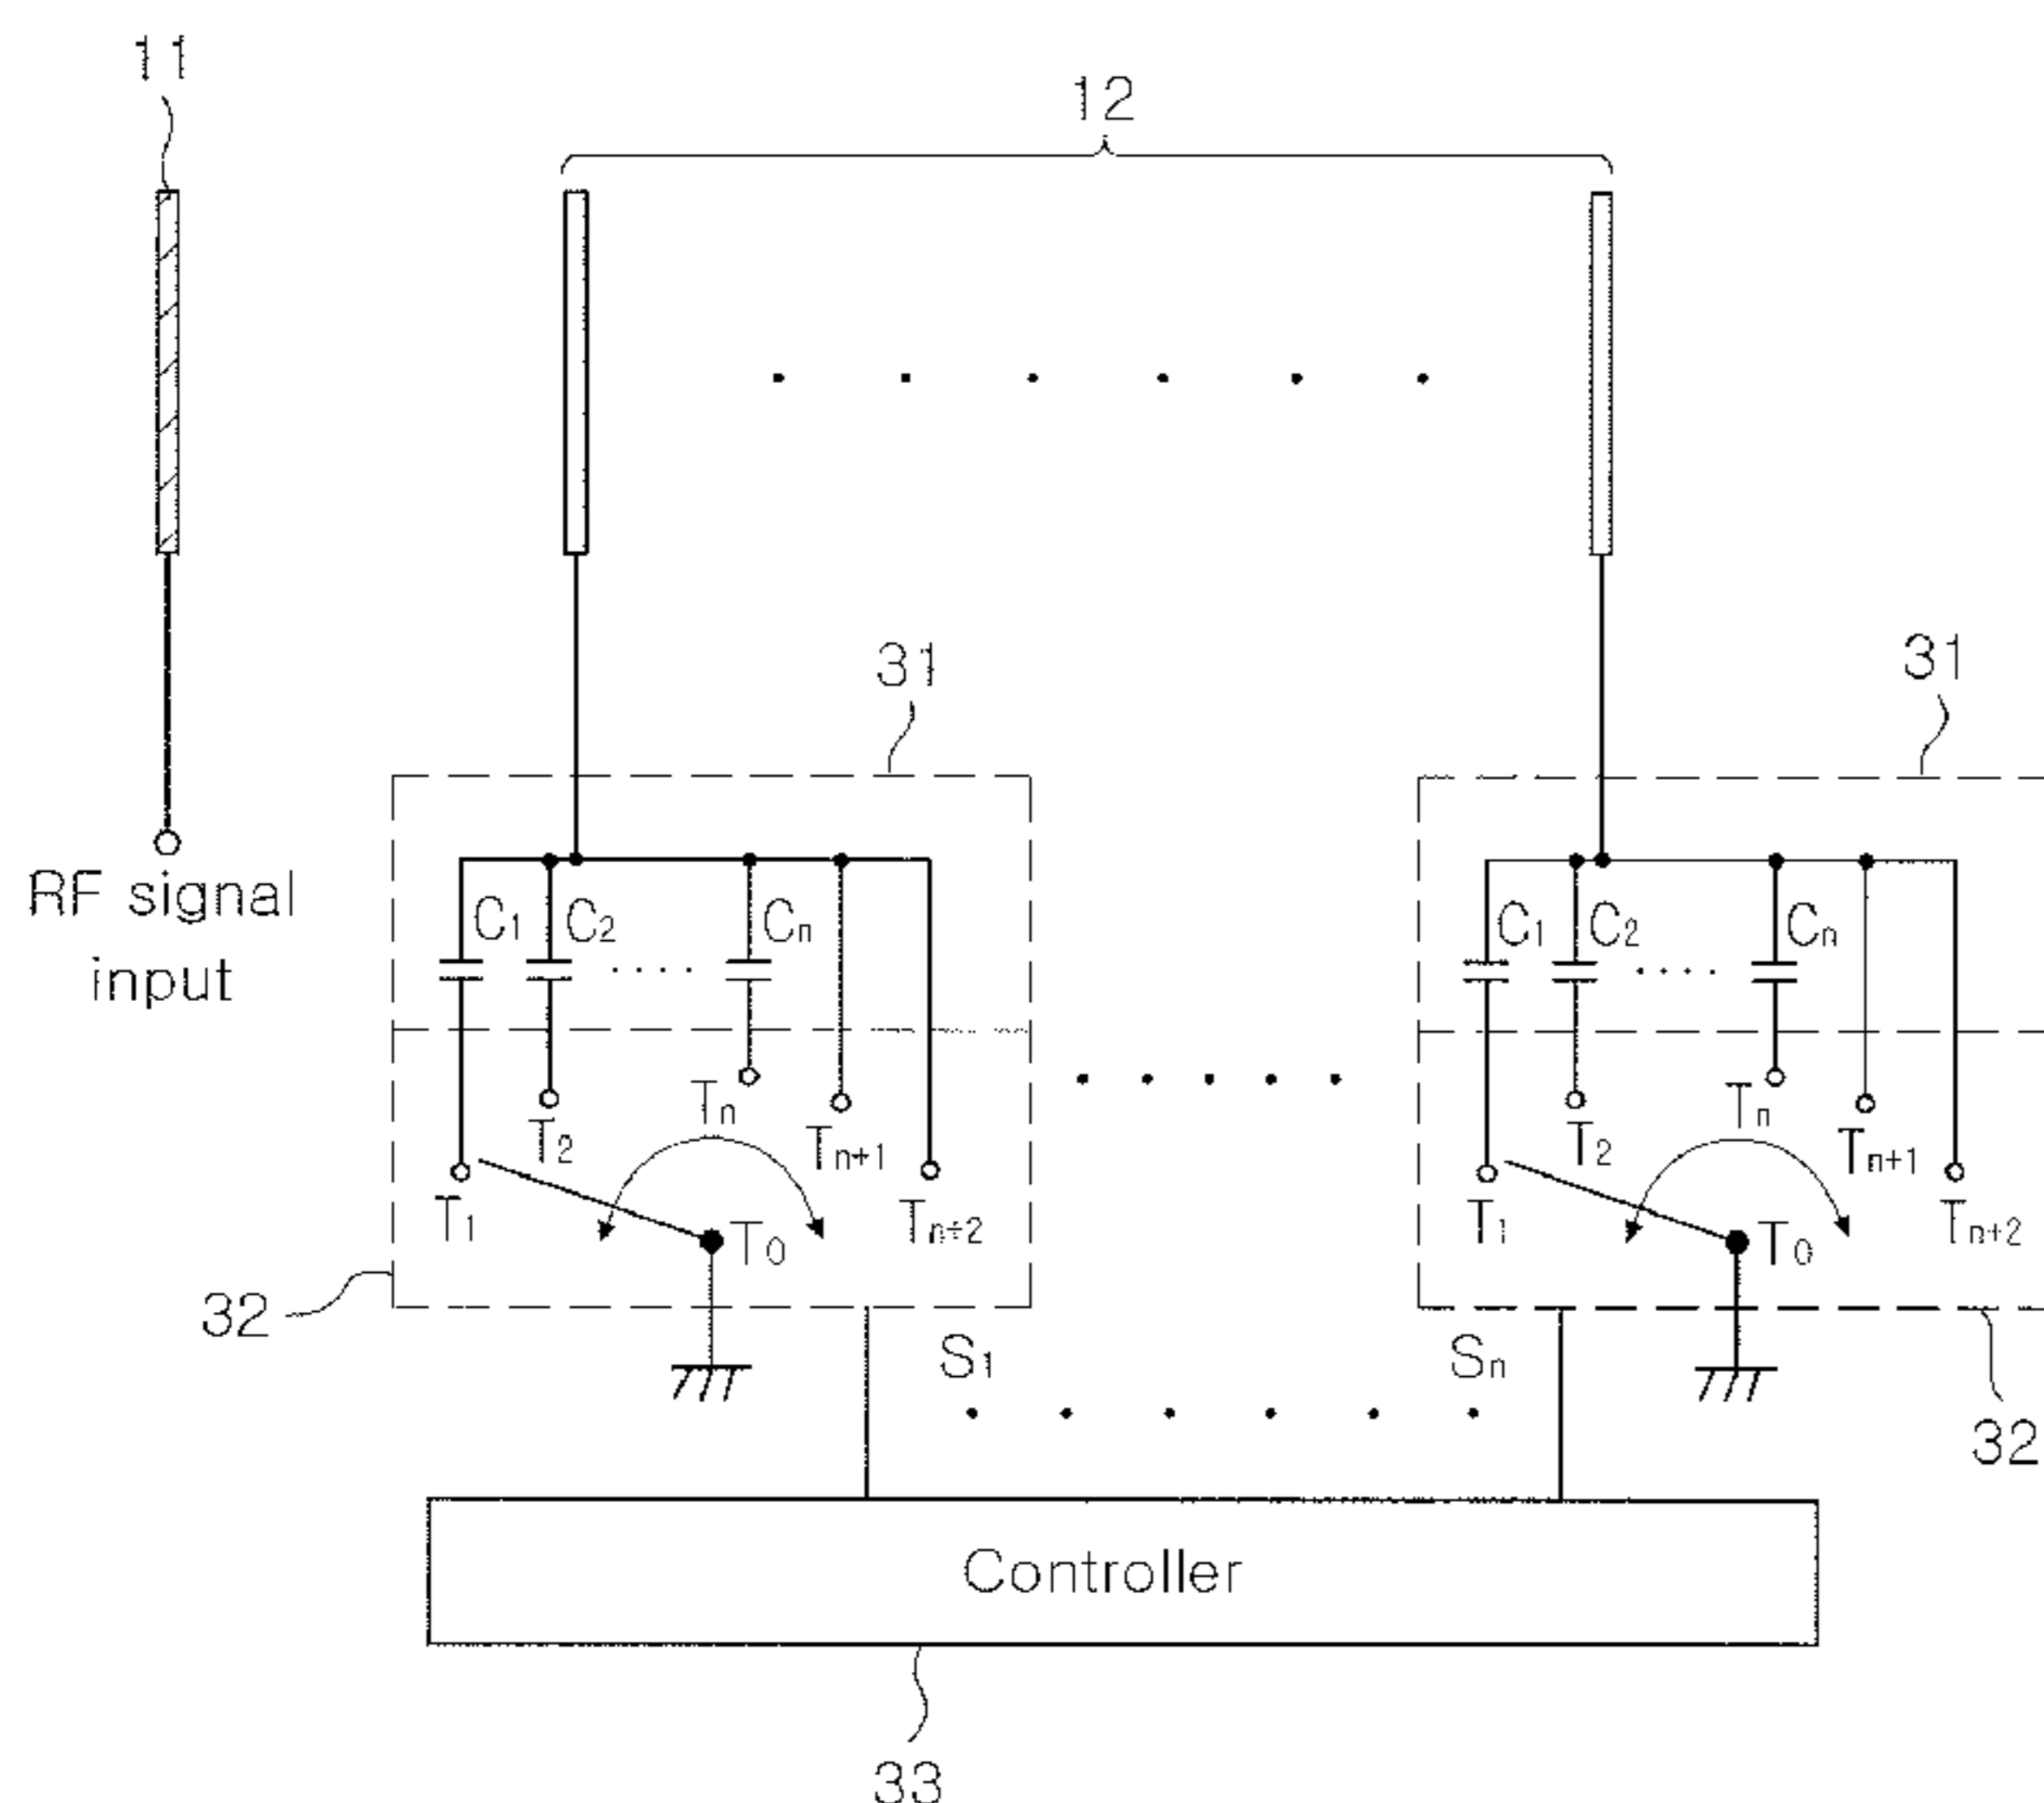 11
12
31
31
RF signal
input
C1 C2 Cn
C1 C2 Cn
T1 T2 Tn Tn+1 Tn+2
T0
T1 T2 Tn Tn+1 Tn+2
T0
32
S1
Sn
32
Controller
33